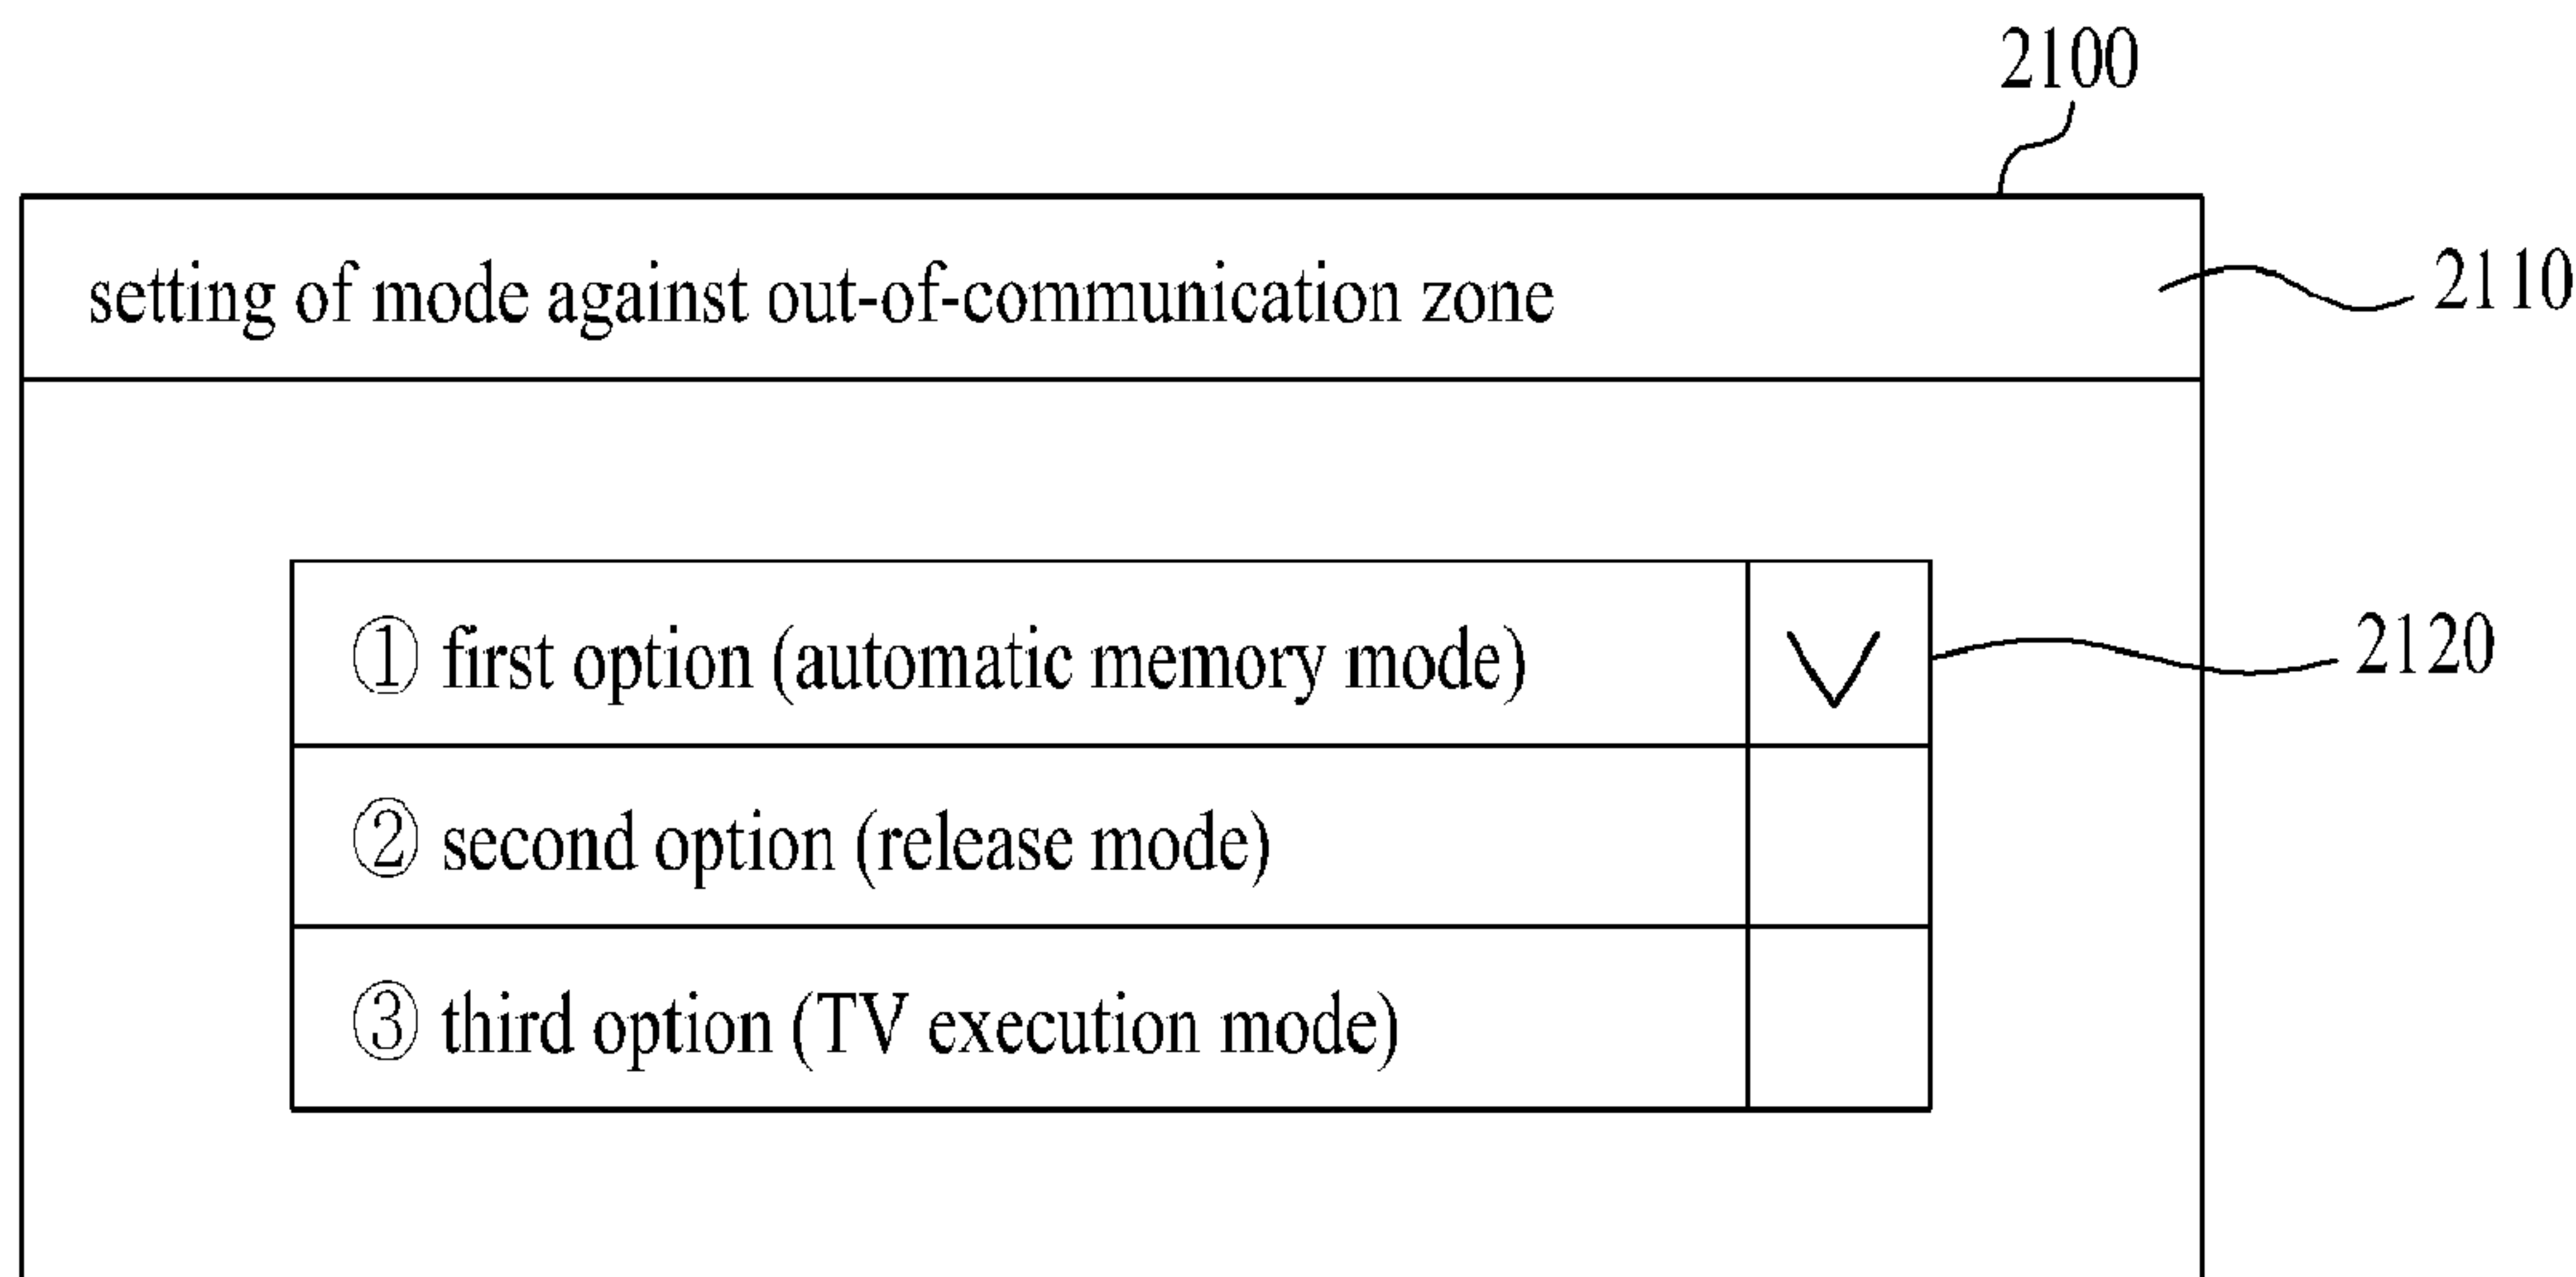 2100
setting of mode against out-of-communication zone
2110
① first option (automatic memory mode)
2120
② second option (release mode)
③ third option (TV execution mode)